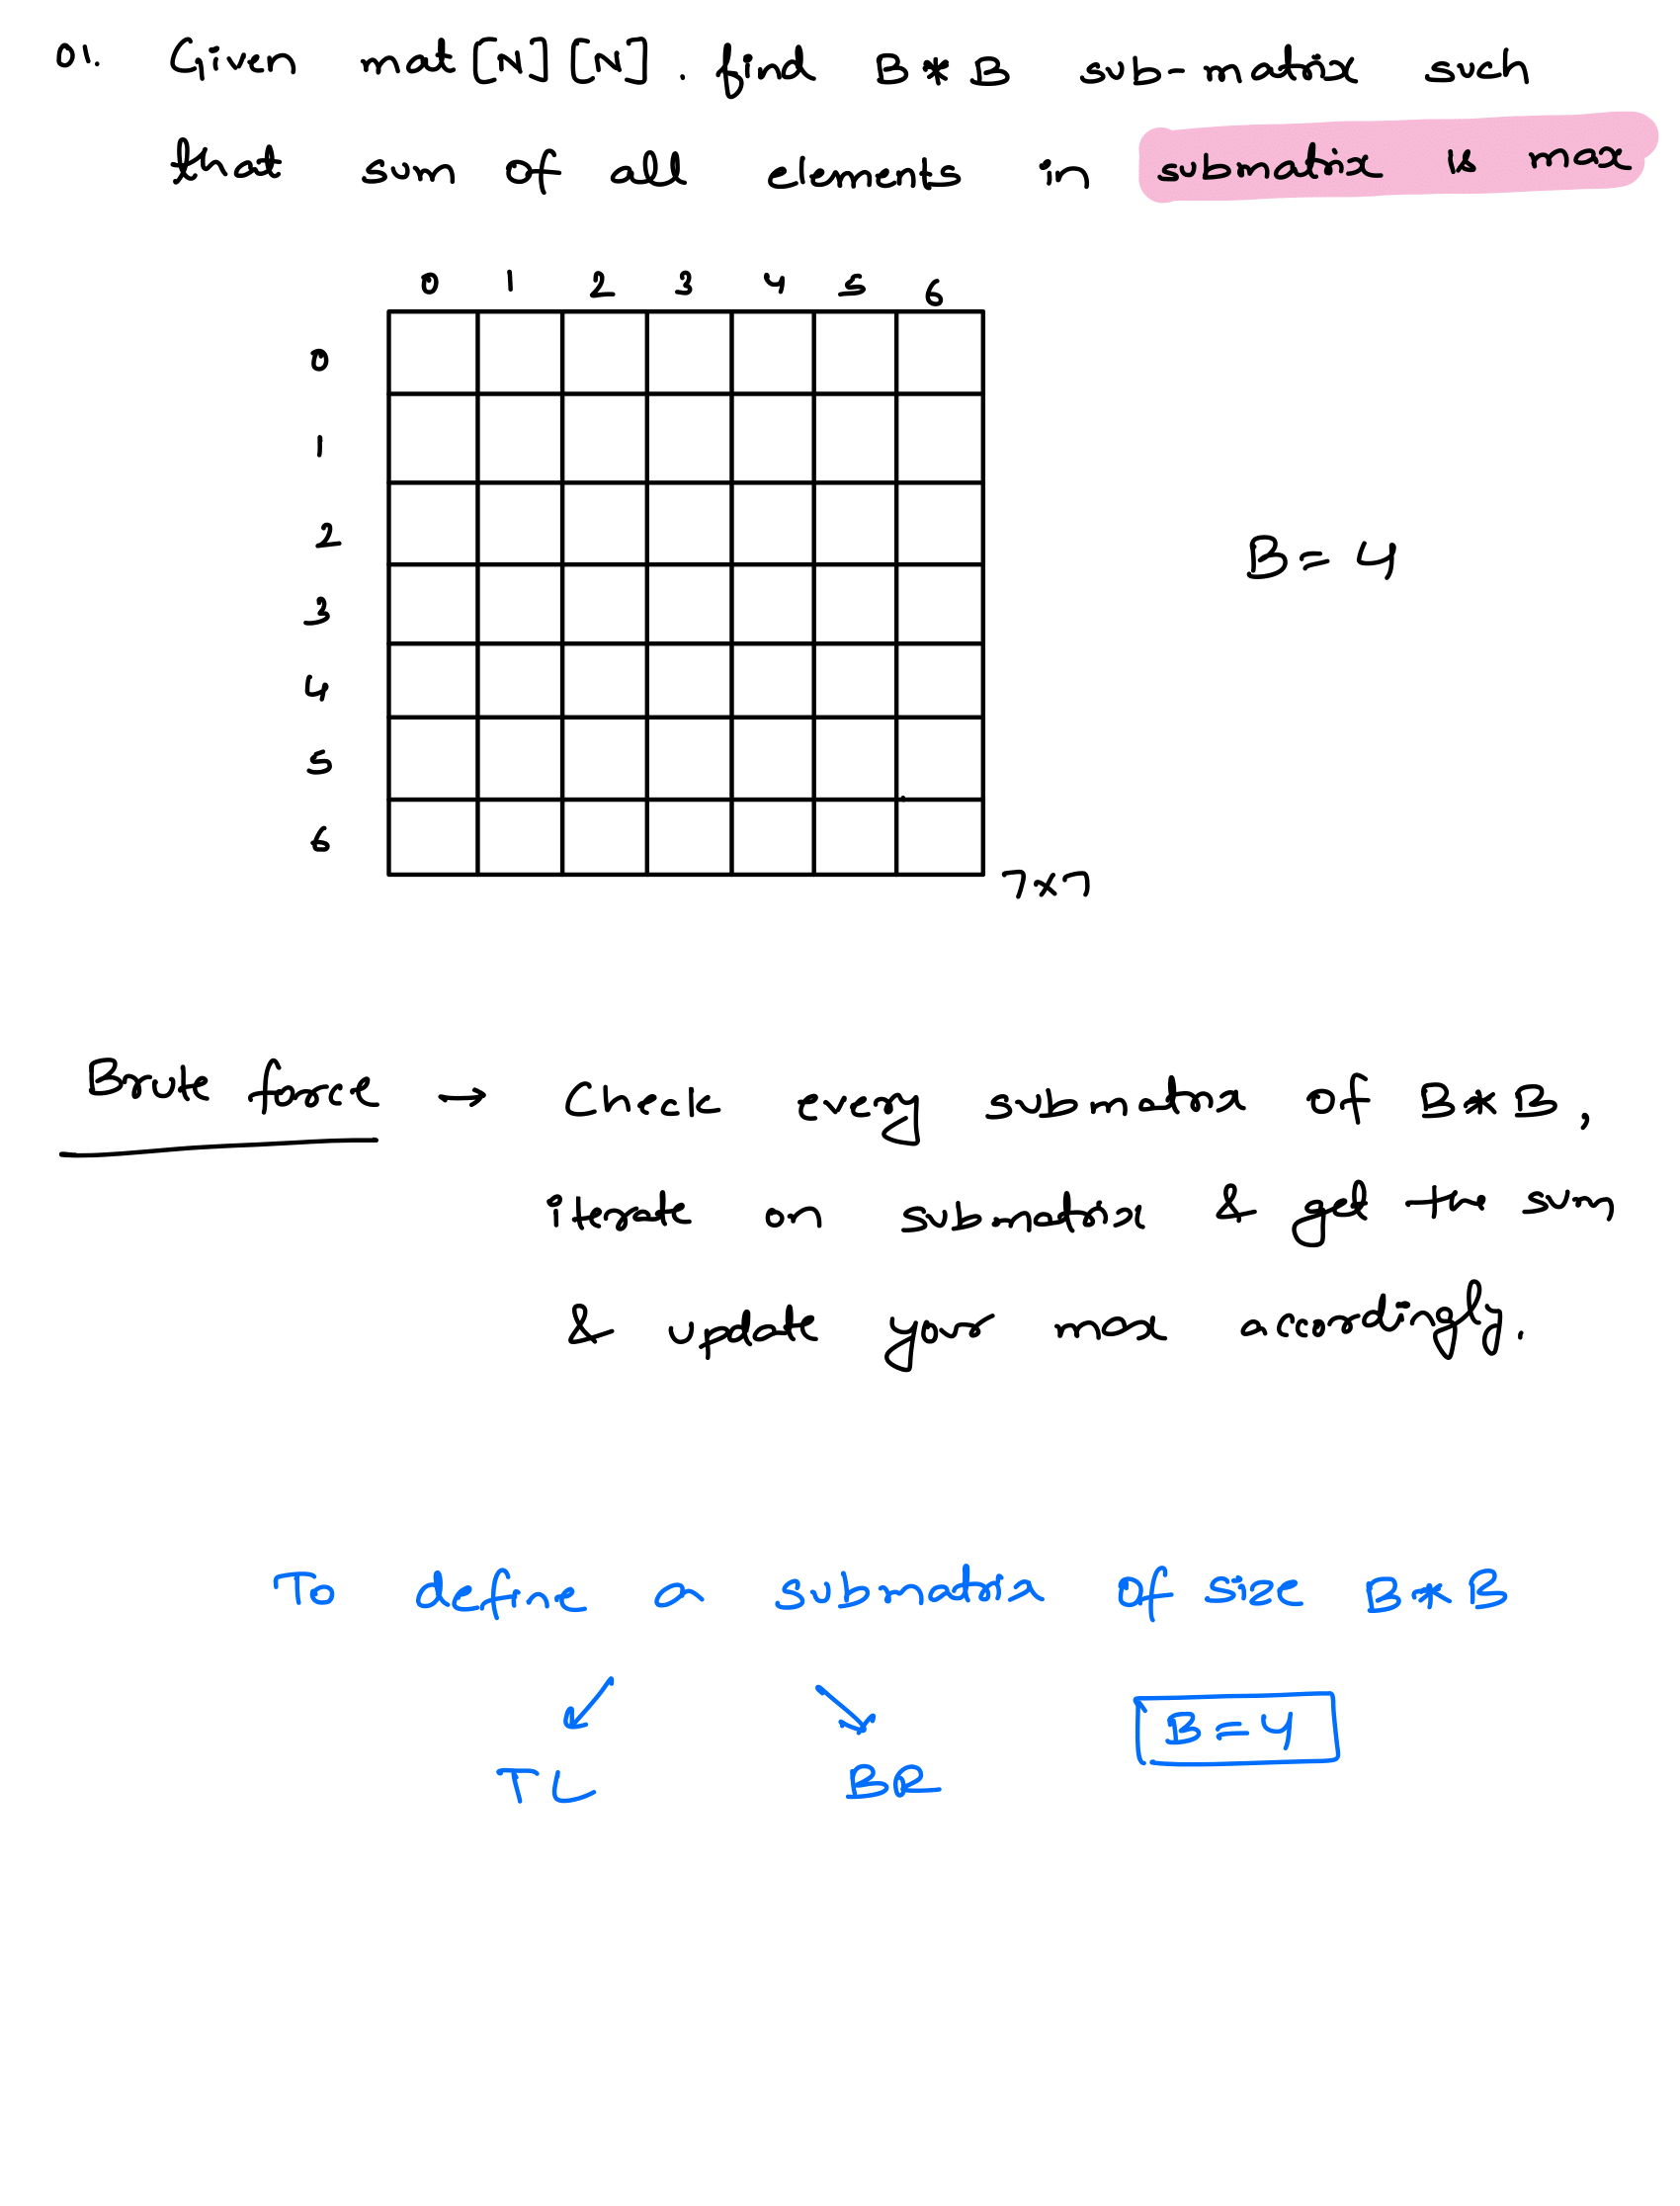 01. Given mat[N][N]. find B*B sub-matrix such
that sum of all elements in submatrix is max
0 1 2 3 4 5 6
0
1
2
B = 4
3
4
5
6
7x7
Brute force → Check every submatrix of B*B,
iterate on submatrix & get the sum
& update your max accordingly.
To define a submatrix of size B*B
B = 4
TL BR